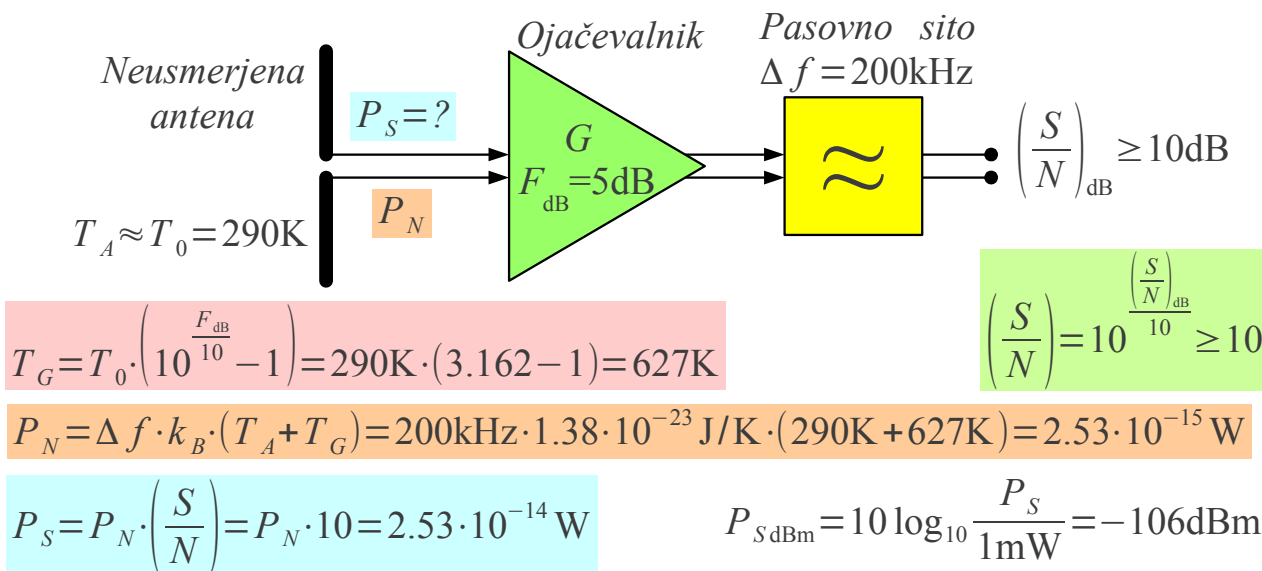 Neusmerjena
antena
P_S=?
P_N
T_A≈T_0=290K
Ojačevalnik
G
F_dB=5dB
Pasovno sito
Δf=200kHz
≈
(S/N)_dB ≥10dB
T_G=T_0·(10^(F_dB/10)−1)=290K·(3.162−1)=627K
(S/N)=10^((S/N)_dB/10)≥10
P_N=Δf·k_B·(T_A+T_G)=200kHz·1.38·10^−23 J/K·(290K+627K)=2.53·10^−15 W
P_S=P_N·(S/N)=P_N·10=2.53·10^−14 W
P_SdBm=10 log_10 P_S/1mW=−106dBm